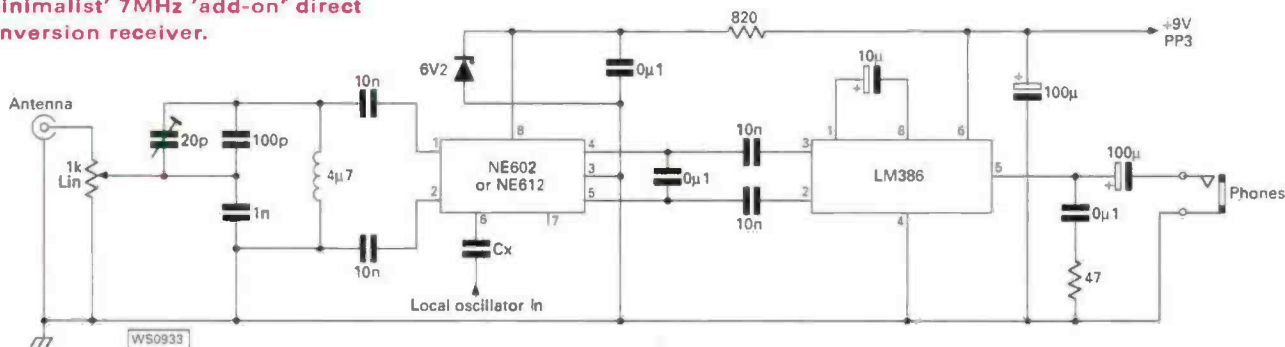 inimalist' 7MHz 'add-on' direct
nversion receiver.
Antenna
1k
Lin
20p
100p
1n
4µ7
10n
10n
6V2
0µ1
820
+9V
PP3
8
1
2
4
3
5
6
7
NE602
or NE612
Cx
Local oscillator In
0µ1
10n
10n
10µ
1
8
6
3
2
5
4
LM386
100µ
100µ
0µ1
47
Phones
WS0933